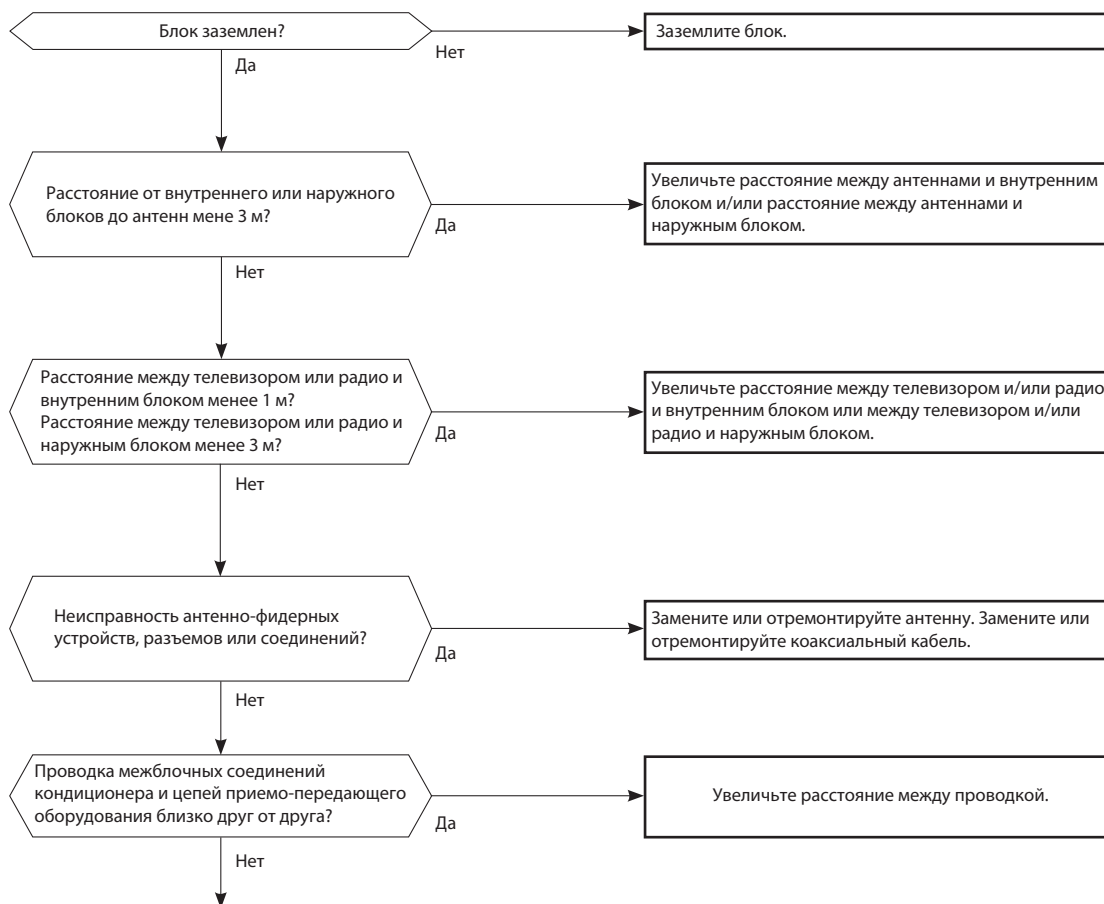 Блок заземлен?
Нет
Заземлите блок.
Да
Расстояние от внутреннего или наружного
блоков до антенн мене 3 м?
Да
Увеличьте расстояние между антеннами и внутренним
блоком и/или расстояние между антеннами и
наружным блоком.
Нет
Расстояние между телевизором или радио и
внутренним блоком менее 1 м?
Расстояние между телевизором или радио и
наружным блоком менее 3 м?
Да
Увеличьте расстояние между телевизором и/или радио
и внутренним блоком или между телевизором и/или
радио и наружным блоком.
Нет
Неисправность антенно-фидерных
устройств, разъемов или соединений?
Да
Замените или отремонтируйте антенну. Замените или
отремонтируйте коаксиальный кабель.
Нет
Проводка межблочных соединений
кондиционера и цепей приемо-передающего
оборудования близко друг от друга?
Да
Увеличьте расстояние между проводкой.
Нет